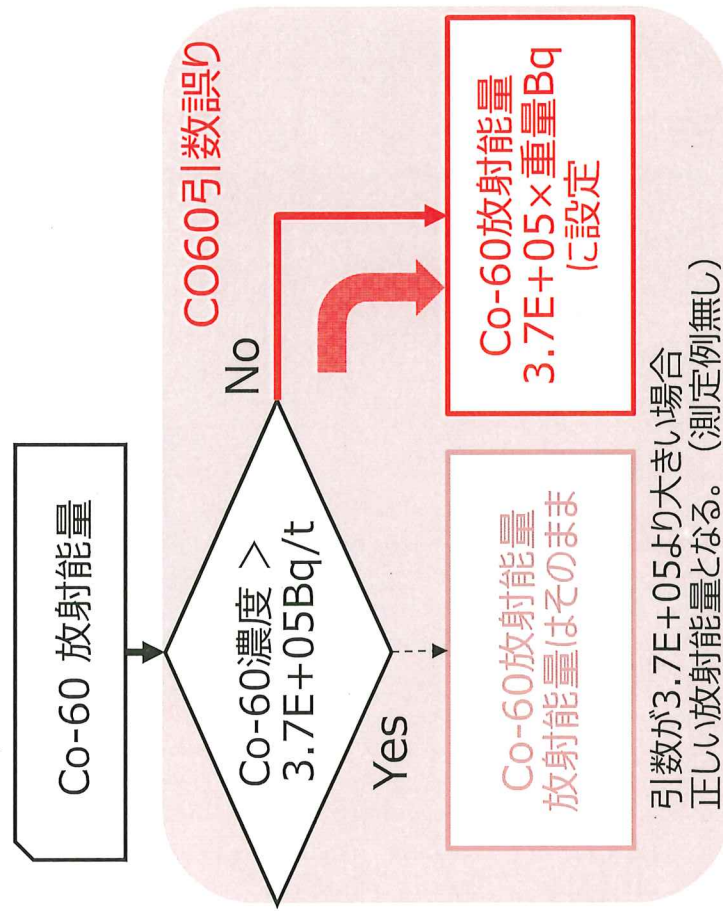 Co-60 放射能量
CO60引数誤り
Co-60濃度 >
3.7E+05Bq/t
No
Yes
Co-60放射能量
放射能量はそのまま
Co-60放射能量
3.7E+05×重量Bq
に設定
引数が3.7E+05より大きい場合
正しい放射能量となる。（測定例無し）